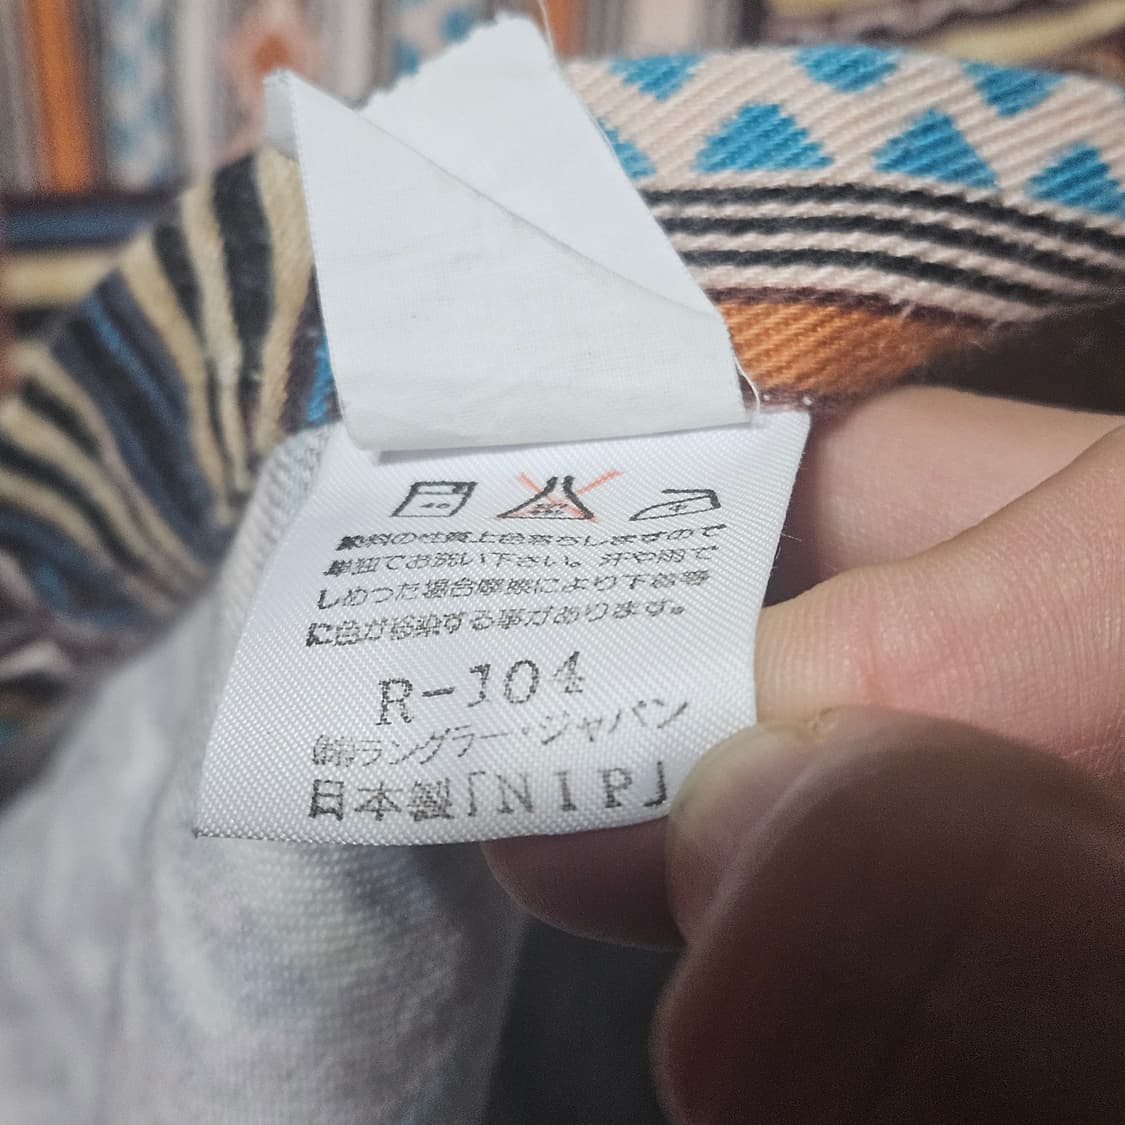 40
染料の性質上色落ちしますので
単独でお洗い下さい。汗や雨で
しめった場合摩擦により下着等
に色が移染する事があります。
R-104
㈱ラングラー・ジャパン
日本製「NIP」